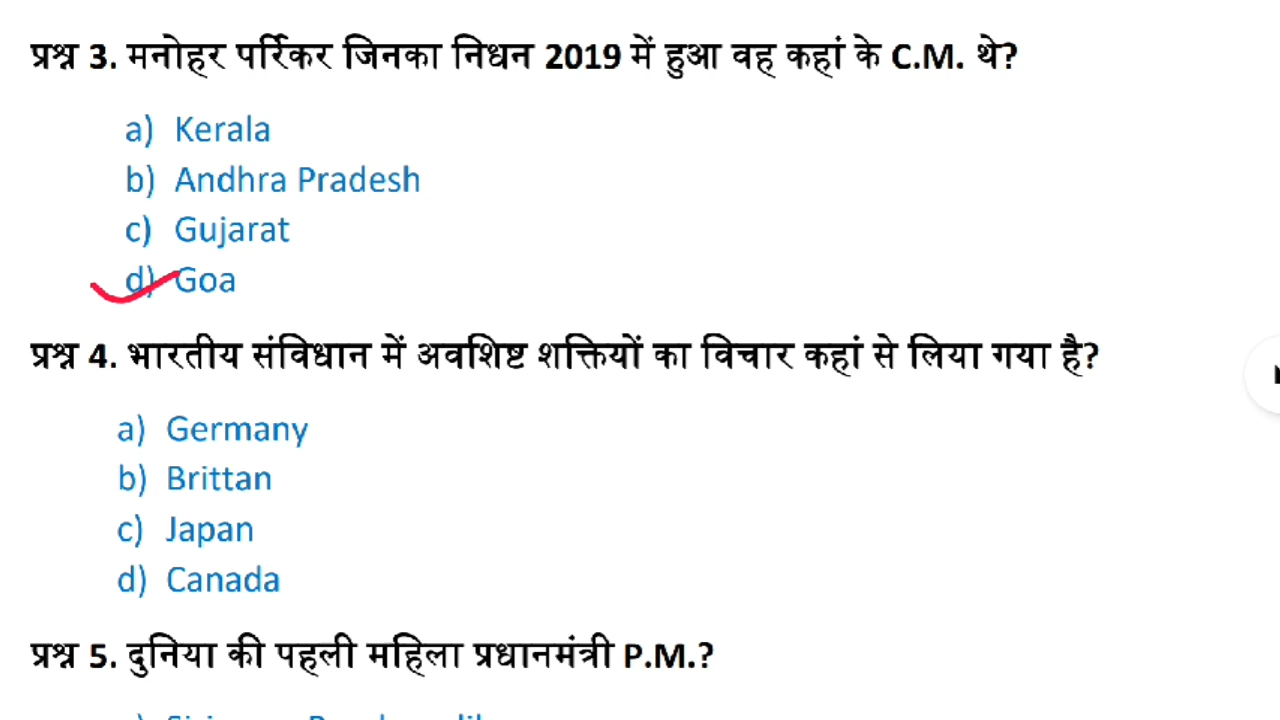 प्रश्न 3. मनोहर पर्रिकर जिनका निधन 2019 में हुआ वह कहां के C.M. थे?
a) Kerala
b) Andhra Pradesh
c) Gujarat
d) Goa
प्रश्न 4. भारतीय संविधान में अवशिष्ट शक्तियों का विचार कहां से लिया गया है?
a) Germany
b) Brittan
c) Japan
d) Canada
प्रश्न 5. दुनिया की पहली महिला प्रधानमंत्री P.M.?